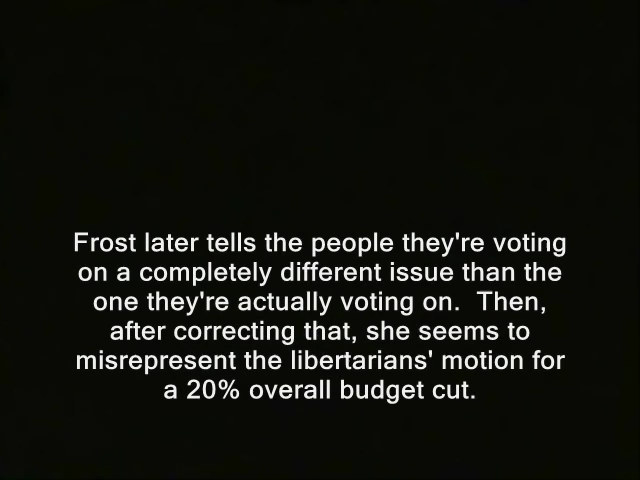 Frost later tells the people they're voting
on a completely different issue than the
one they're actually voting on.  Then,
after correcting that, she seems to
misrepresent the libertarians' motion for
a 20% overall budget cut.